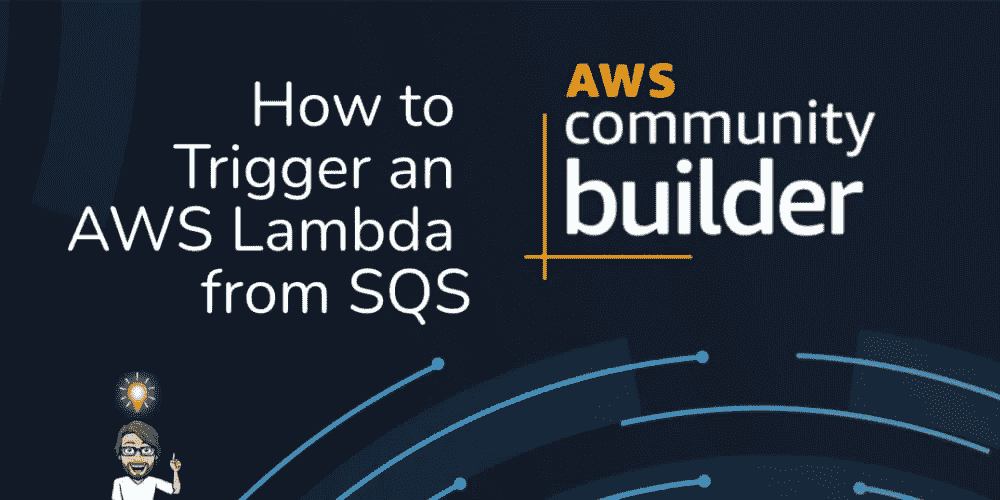 How to
Trigger an
AWS Lambda
from SQS
AWS
community
builder